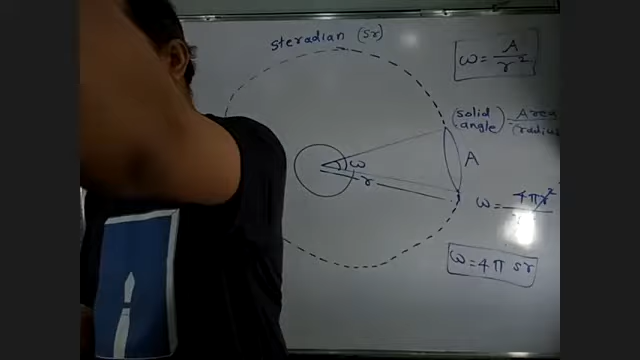 steradian (sr)
ω = A / r²
(solid angle) = Area / (radius
ω
r
A
ω = 4πr²
ω = 4π sr